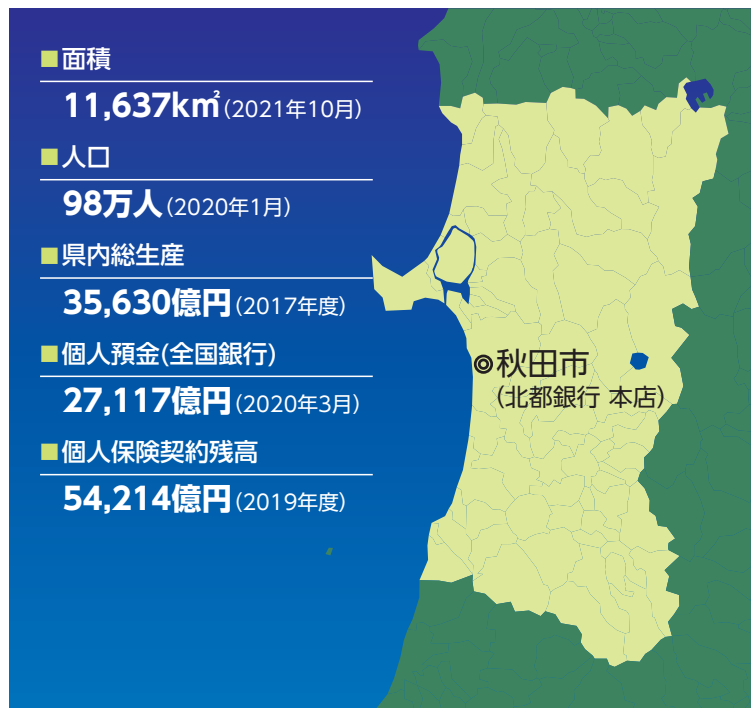 ■面積
11,637k㎡(2021年10月)
■人口
98万人(2020年1月)
■県内総生産
35,630億円(2017年度)
■個人預金(全国銀行)
27,117億円(2020年3月)
■個人保険契約残高
54,214億円(2019年度)
◎秋田市
(北都銀行 本店)